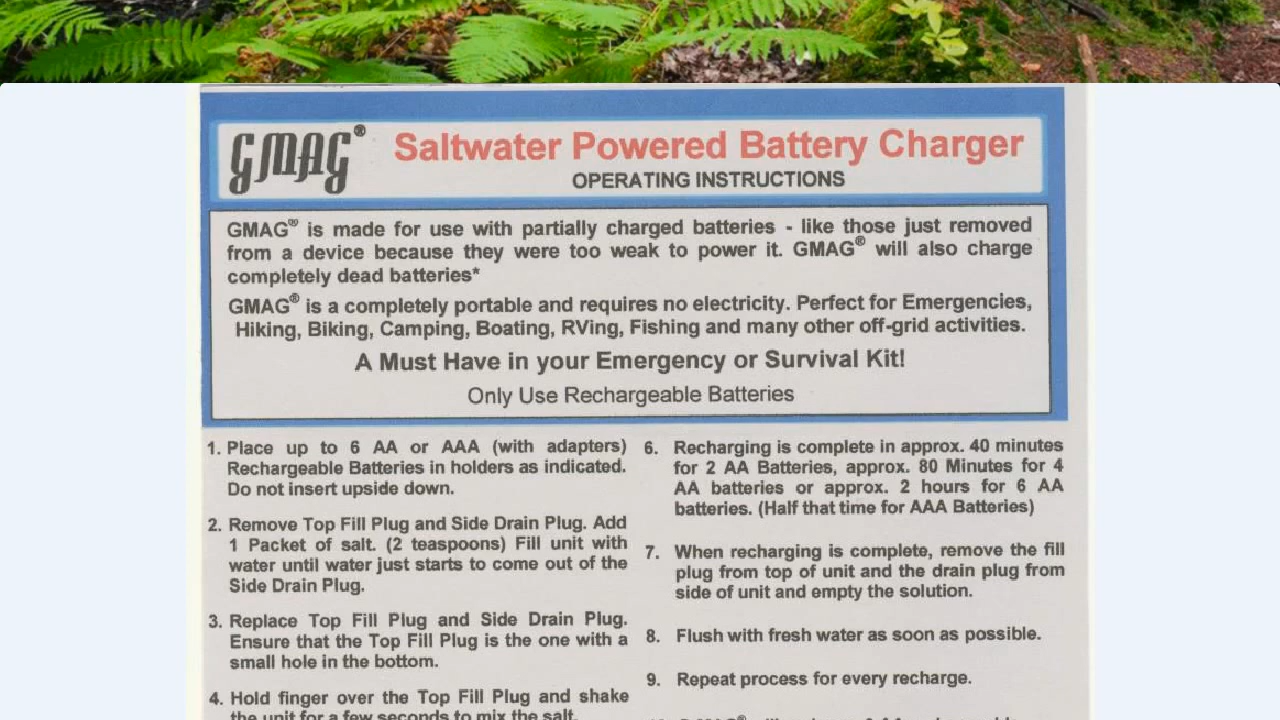 GMAG® Saltwater Powered Battery Charger
OPERATING INSTRUCTIONS
GMAG® is made for use with partially charged batteries - like those just removed
from a device because they were too weak to power it. GMAG® will also charge
completely dead batteries*
GMAG® is a completely portable and requires no electricity. Perfect for Emergencies,
Hiking, Biking, Camping, Boating, RVing, Fishing and many other off-grid activities.
A Must Have in your Emergency or Survival Kit!
Only Use Rechargeable Batteries
1. Place up to 6 AA or AAA (with adapters)
Rechargeable Batteries in holders as indicated.
Do not insert upside down.
2. Remove Top Fill Plug and Side Drain Plug. Add
1 Packet of salt. (2 teaspoons) Fill unit with
water until water just starts to come out of the
Side Drain Plug.
3. Replace Top Fill Plug and Side Drain Plug.
Ensure that the Top Fill Plug is the one with a
small hole in the bottom.
4. Hold finger over the Top Fill Plug and shake
the unit for a few seconds to mix the salt.
6. Recharging is complete in approx. 40 minutes
for 2 AA Batteries, approx. 80 Minutes for 4
AA batteries or approx. 2 hours for 6 AA
batteries. (Half that time for AAA Batteries)
7. When recharging is complete, remove the fill
plug from top of unit and the drain plug from
side of unit and empty the solution.
8. Flush with fresh water as soon as possible.
9. Repeat process for every recharge.